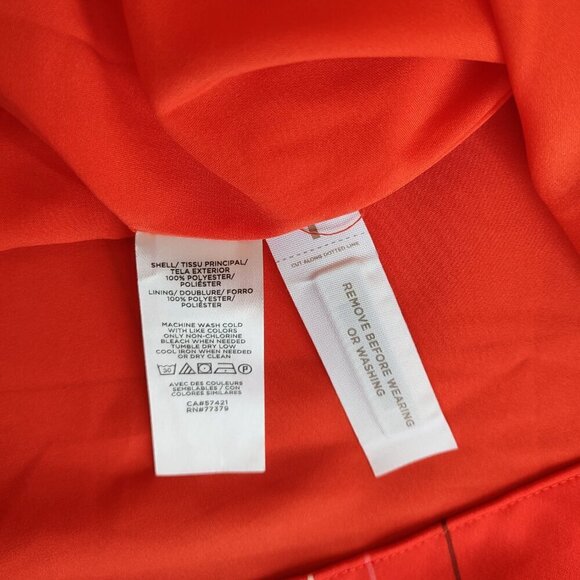 SHELL/ TISSU PRINCIPAL/
TELA EXTERIOR
100% POLYESTER/
POLIÉSTER
LINING/ DOUBLURE/ FORRO
100% POLYESTER/
POLIÉSTER
MACHINE WASH COLD
WITH LIKE COLORS
ONLY NON-CHLORINE
BLEACH WHEN NEEDED
TUMBLE DRY LOW
COOL IRON WHEN NEEDED
OR DRY CLEAN
30
P
AVEC DES COULEURS
SEMBLABLES / CON
COLORES SIMILARES
CA#57421
RN#77379
CUT ALONG DOTTED LINE
REMOVE BEFORE WEARING
OR WASHING